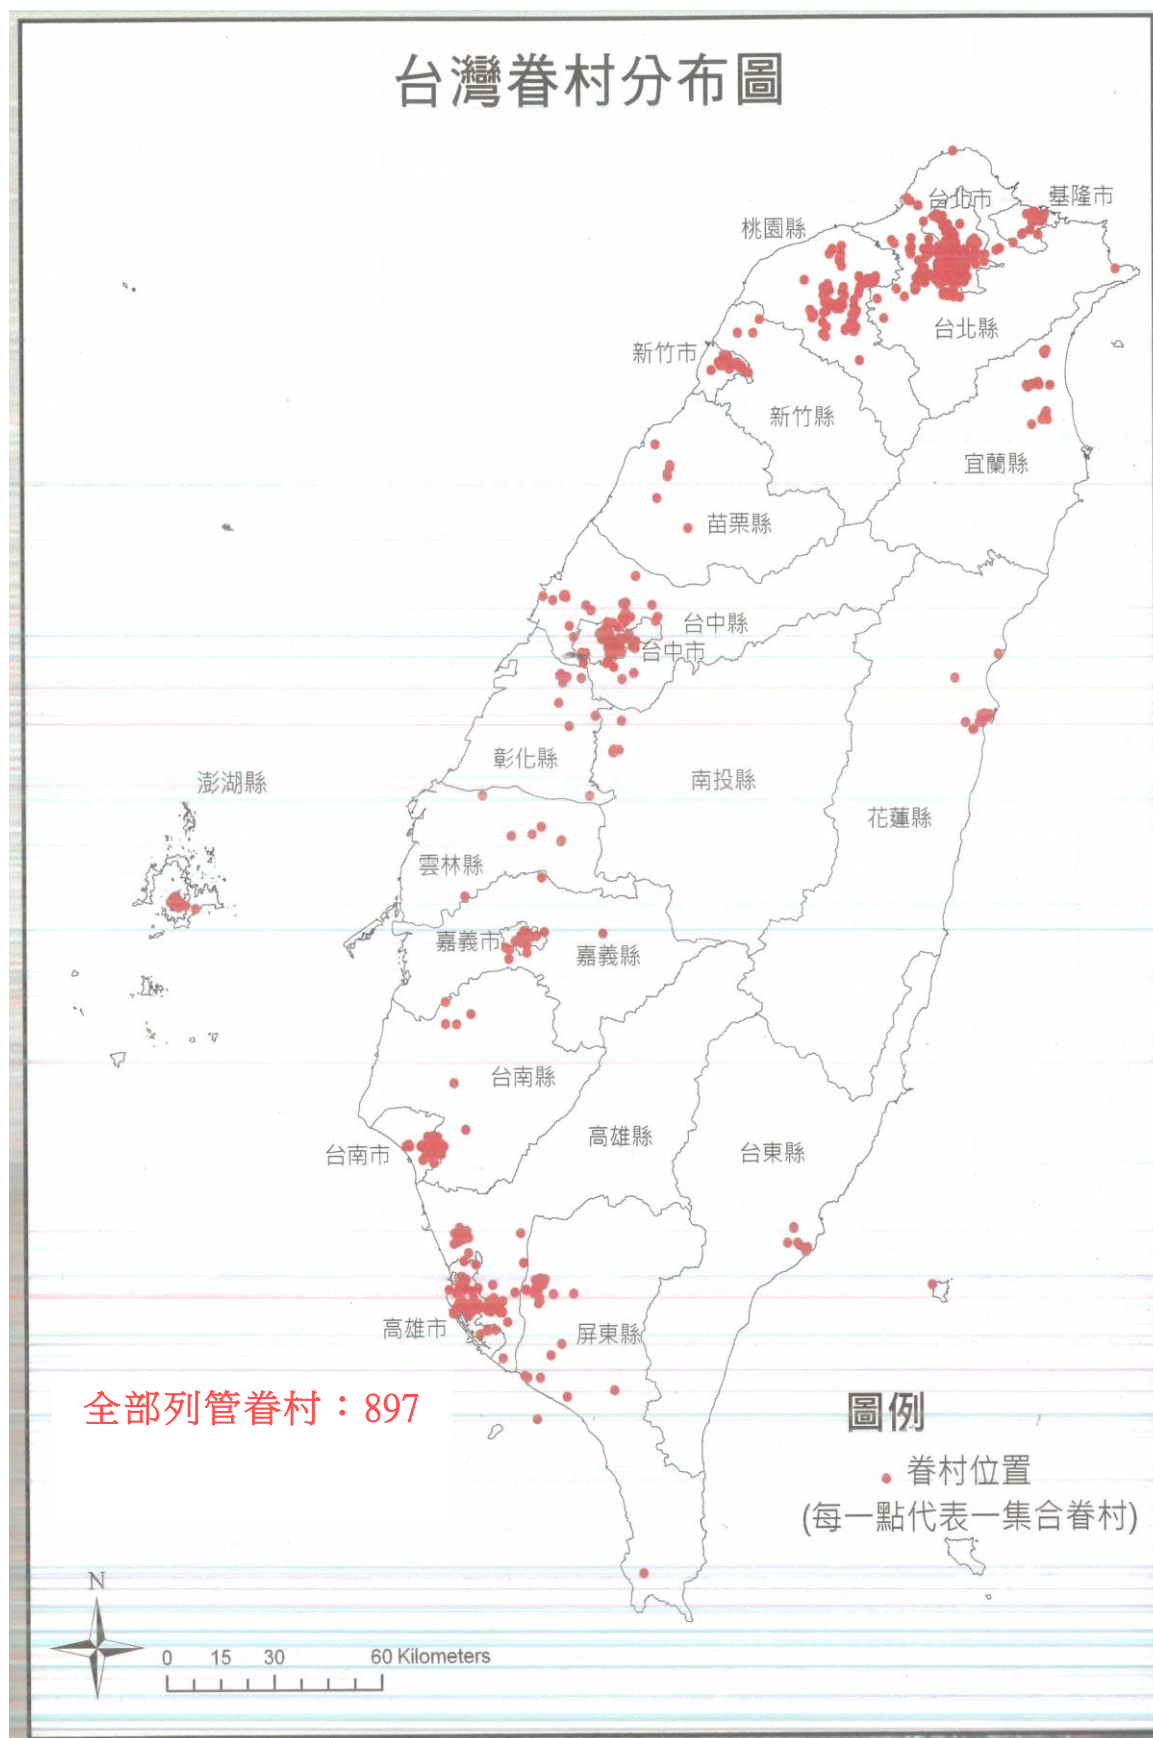 台灣眷村分布圖
台北市
基隆市
桃園縣
台北縣
新竹市
新竹縣
宜蘭縣
苗栗縣
台中縣
台中市
彰化縣
南投縣
澎湖縣
花蓮縣
雲林縣
嘉義市
嘉義縣
台南縣
高雄縣
台南市
台東縣
高雄市
屏東縣
全部列管眷村：897
圖例
眷村位置
(每一點代表一集合眷村)
N
0 15 30 60 Kilometers